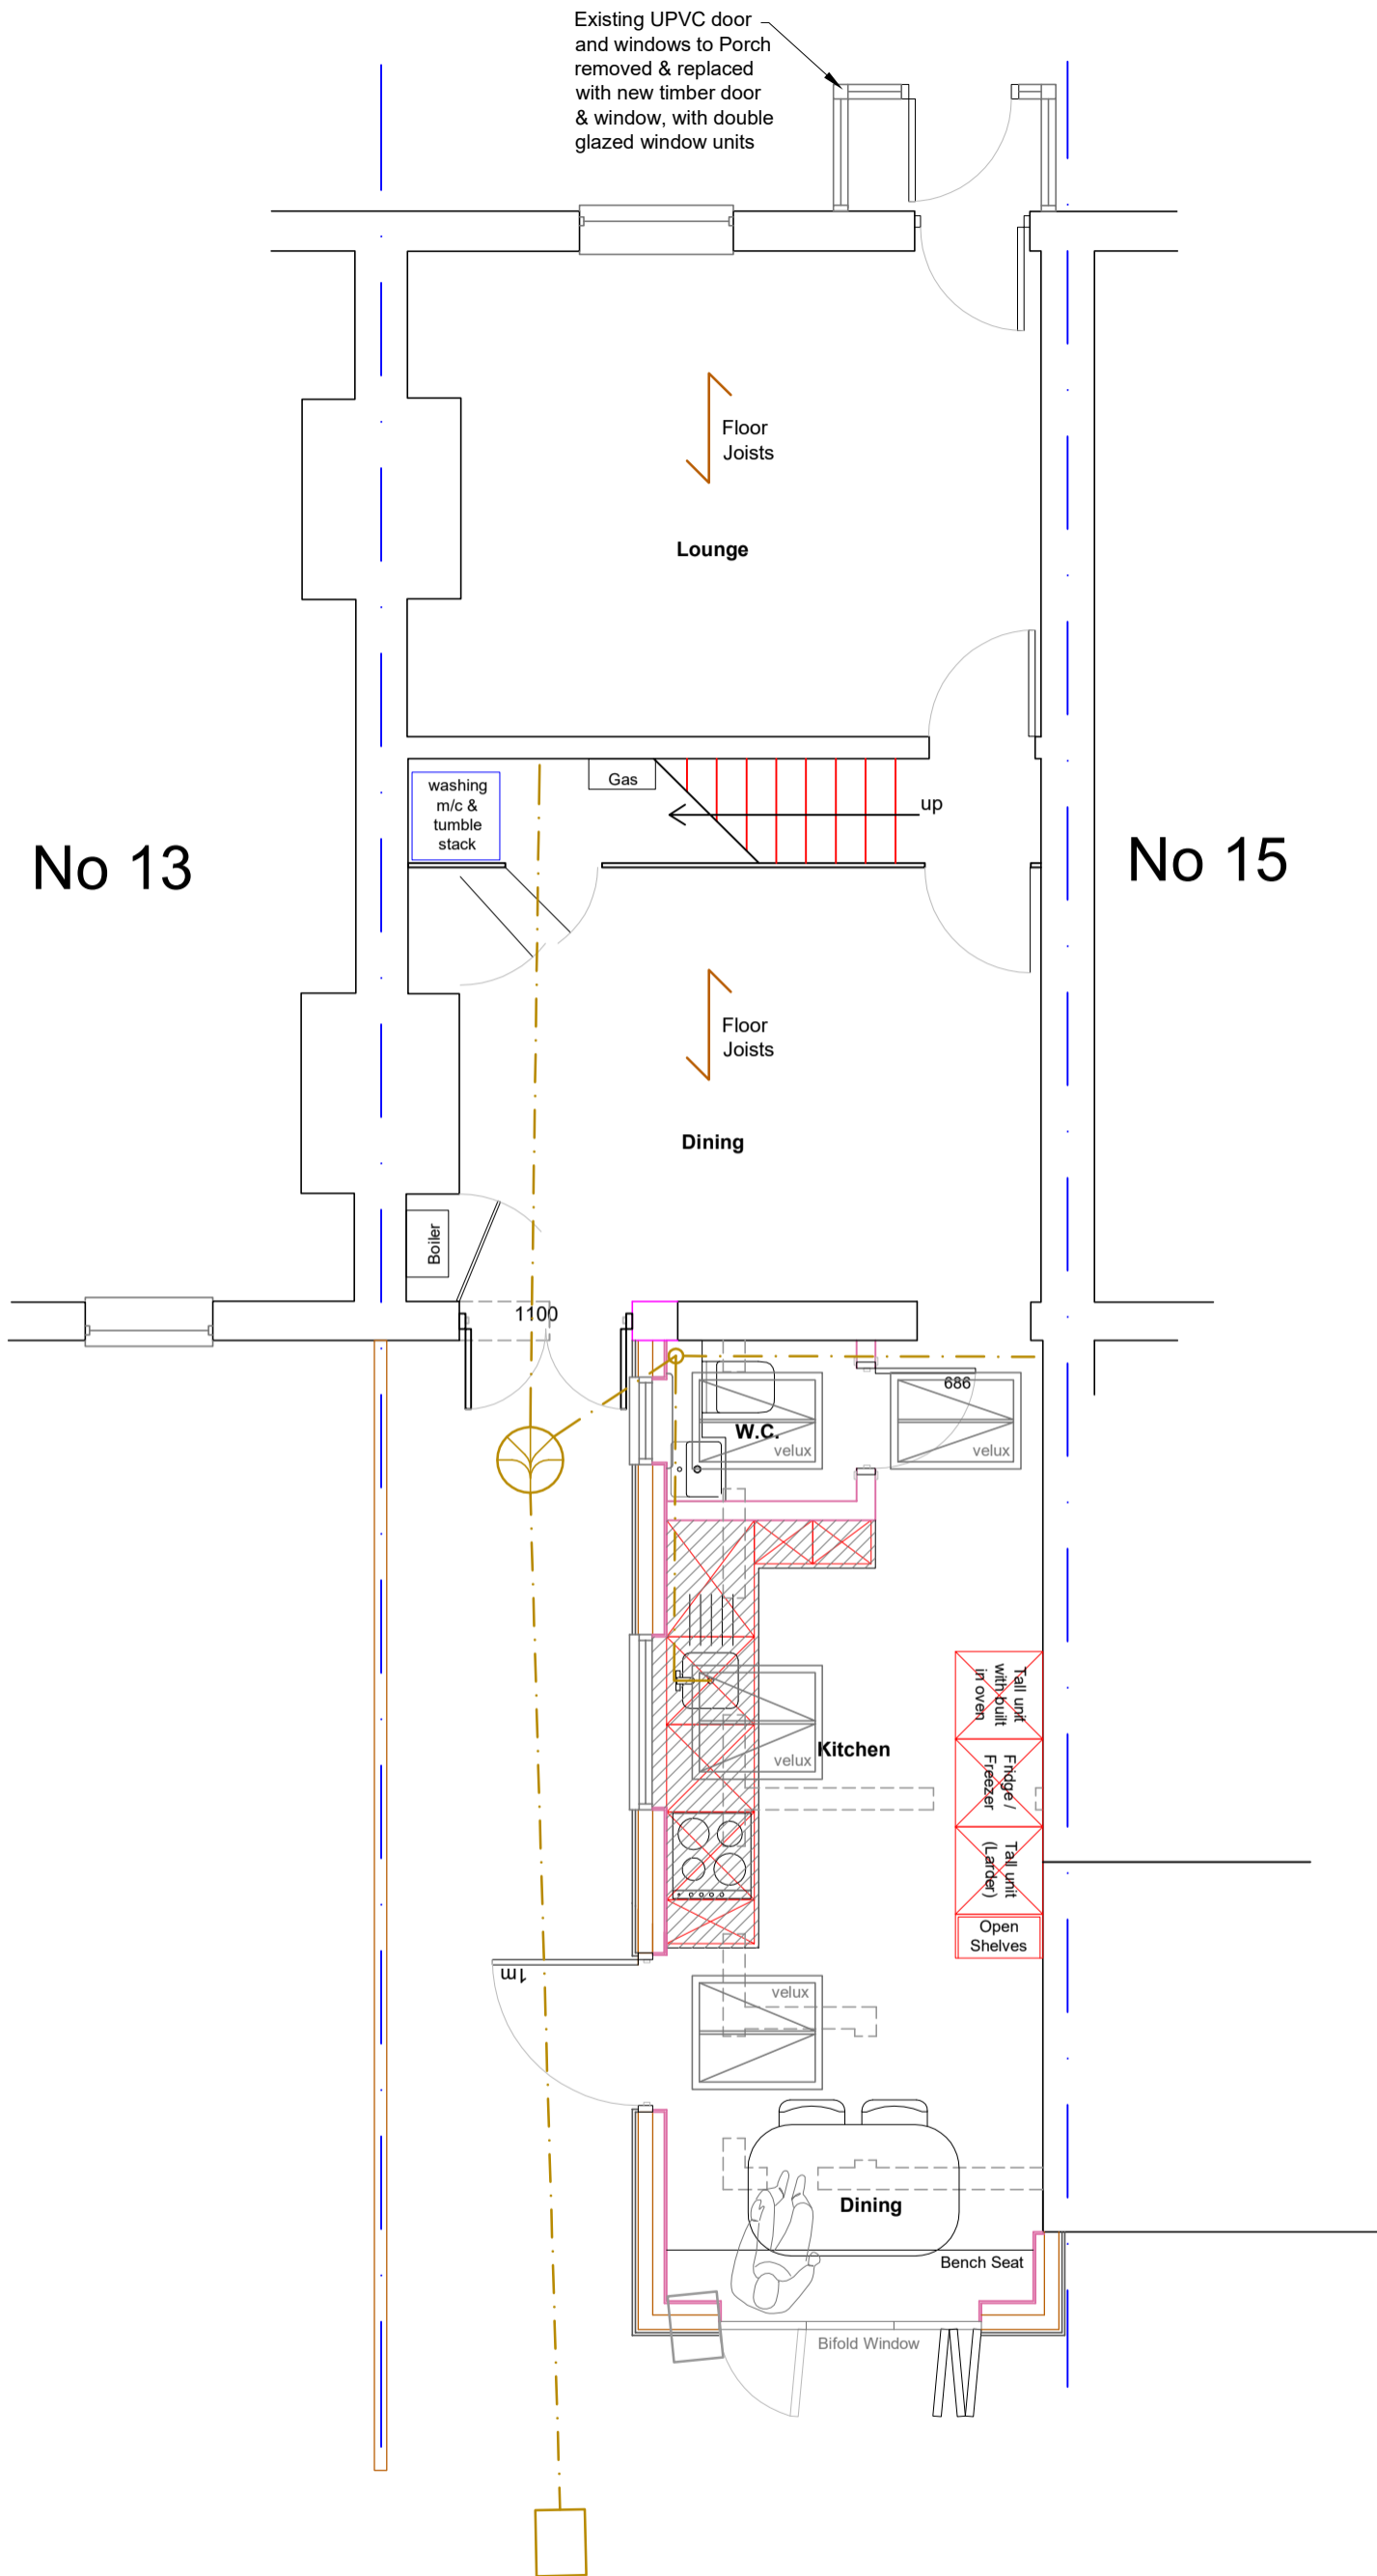 Existing UPVC door
and windows to Porch
removed & replaced
with new timber door
& window, with double
glazed window units
Floor
Joists
Lounge
Gas
washing
m/c &
tumble
stack
up
No 13
No 15
Floor
Joists
Dining
Boiler
1100
686
W.C.
velux
velux
Tall unit
with built
in oven
Kitchen
velux
Fridge /
Freezer
Tall unit
(Larder)
Open
Shelves
1m
velux
Dining
Bench Seat
Bifold Window